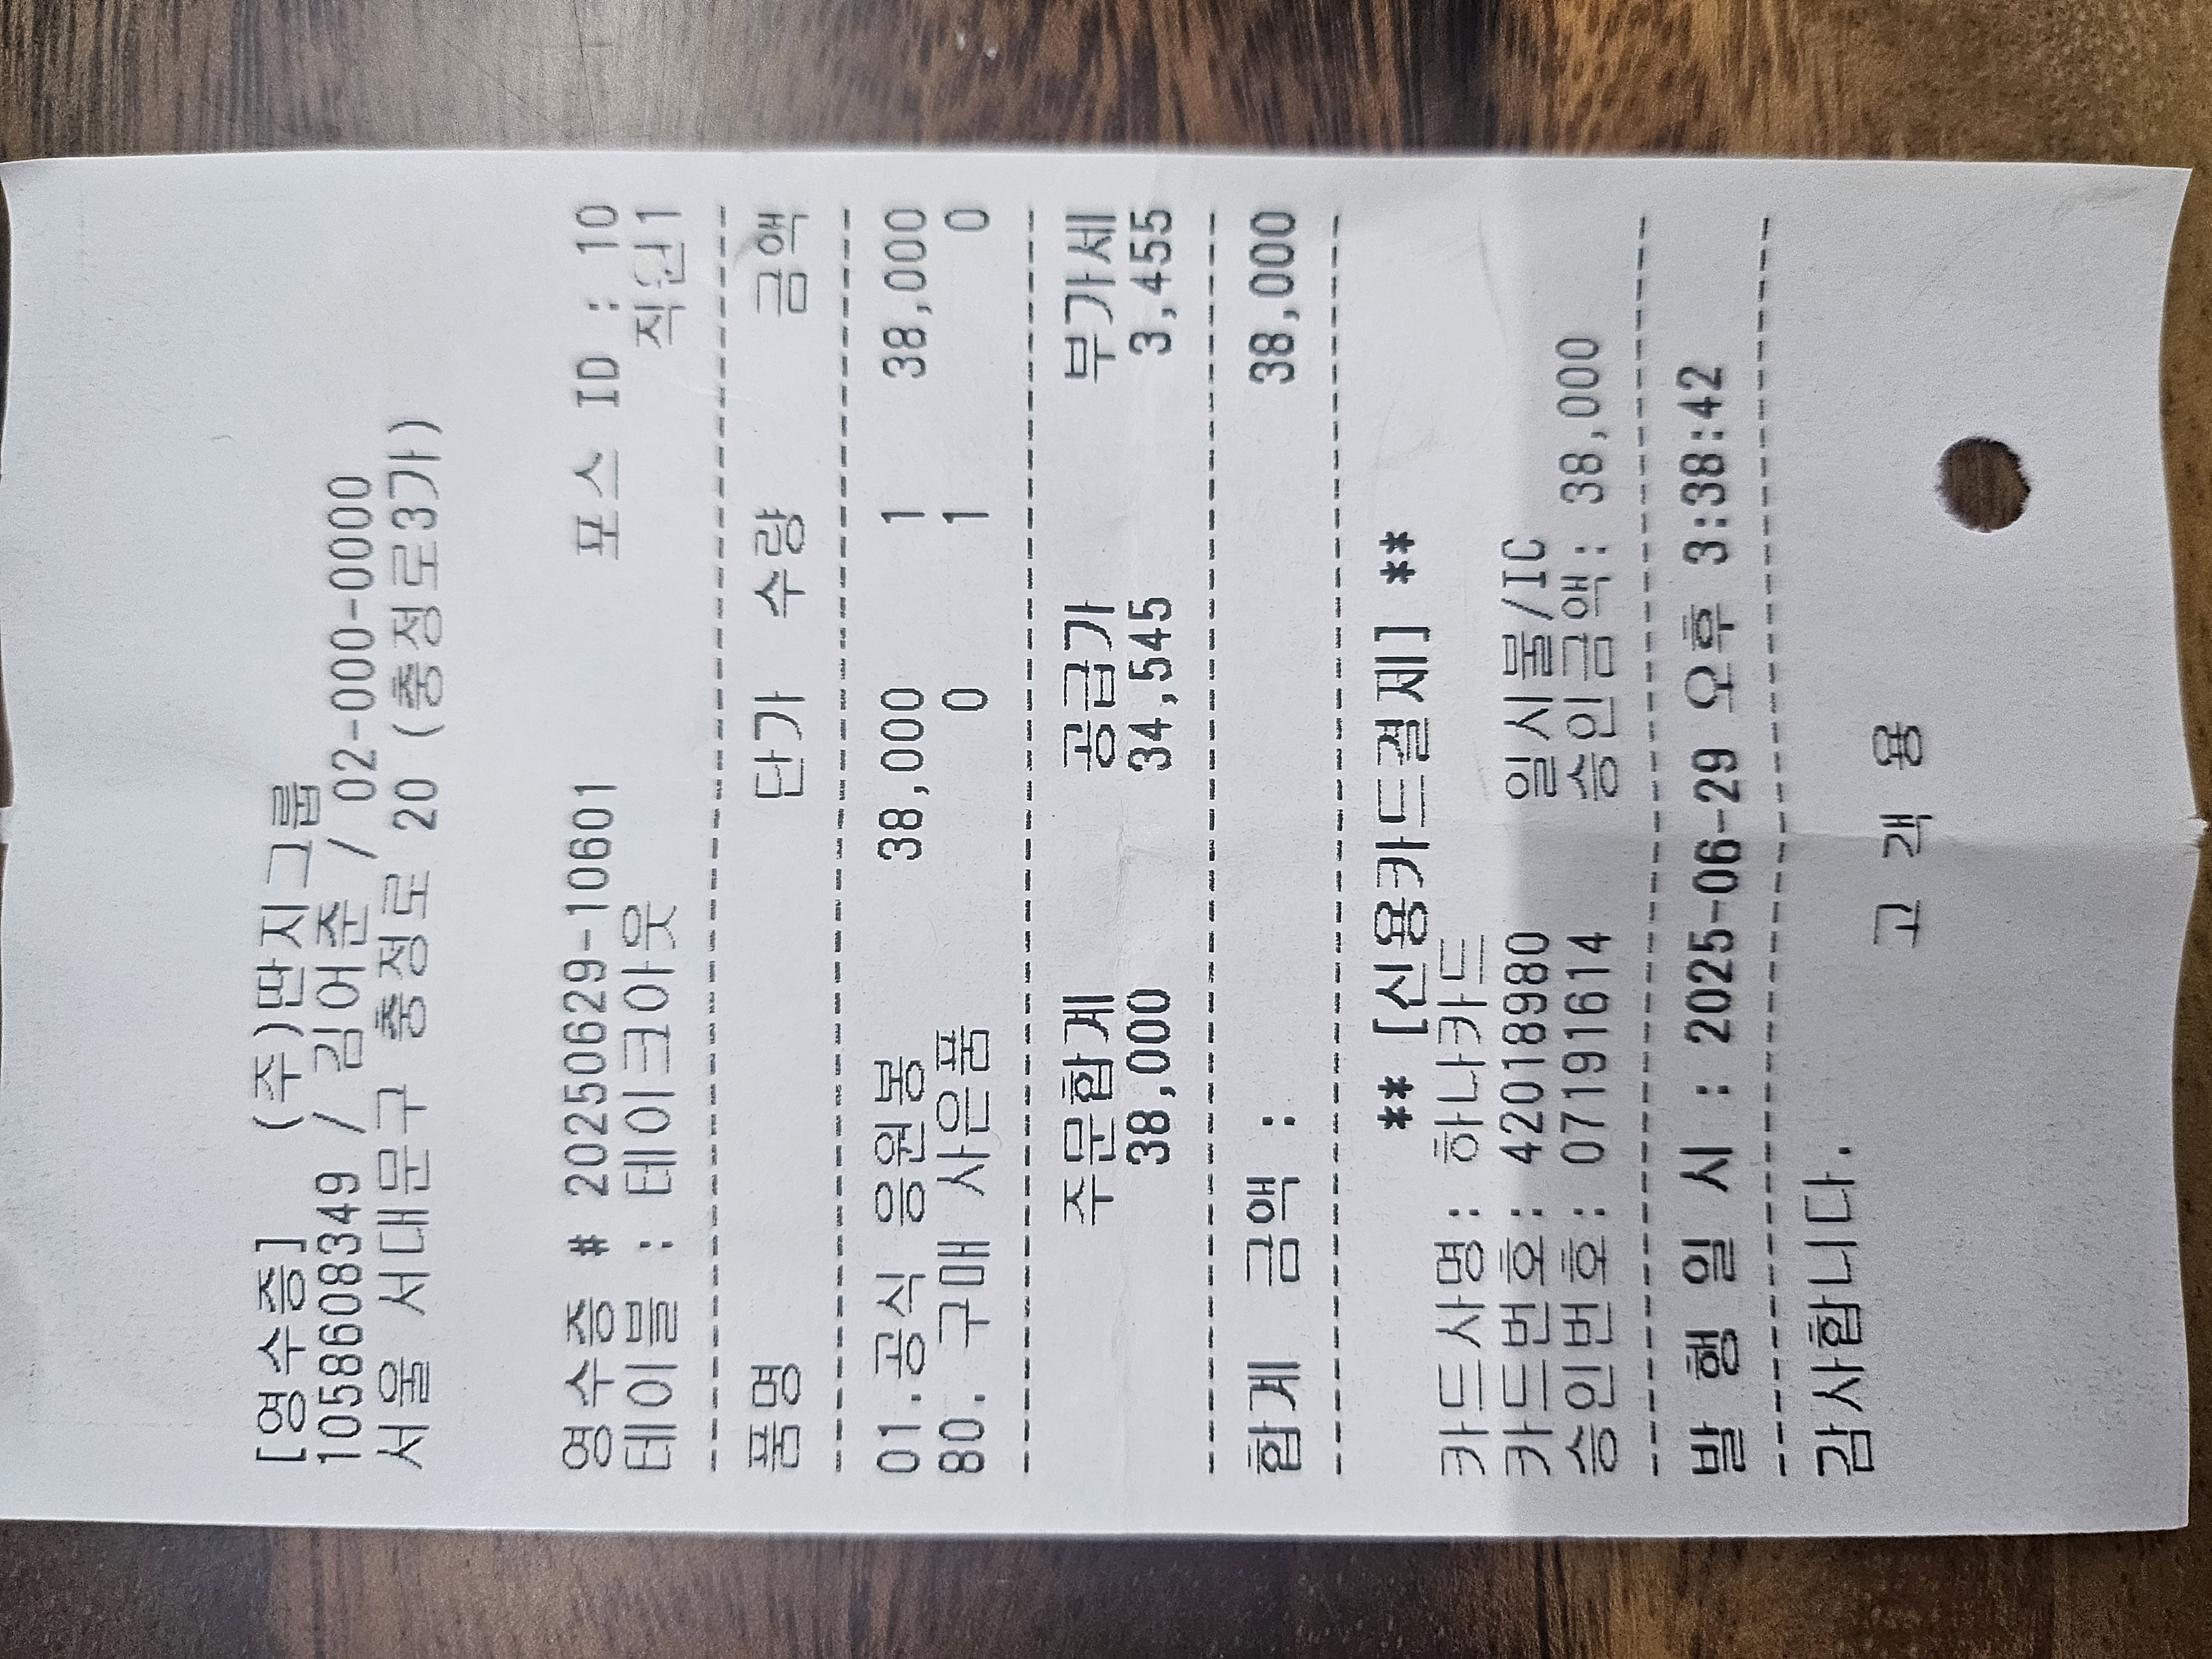 [영수증] (주)딴지그룹
1058608349 / 김어준 / 02-000-0000
서울 서대문구 충정로 20 (충정로3가)
영수증 # 20250629-10601 포스 ID : 10
테이블 : 테이크아웃 직원1
품명 단가 수량 금액
01.공식 응원봉 38,000 1 38,000
80. 구매 사은품 0 1 0
주문합계 공급가 부가세
38,000 34,545 3,455
합계 금액 : 38,000
** [신용카드결제] **
카드사명: 하나카드
카드번호: 42018980 일시불/IC
승인번호: 07191614 승인금액: 38,000
발 행 일 시 : 2025-06-29 오후 3:38:42
감사합니다.
고 객 용